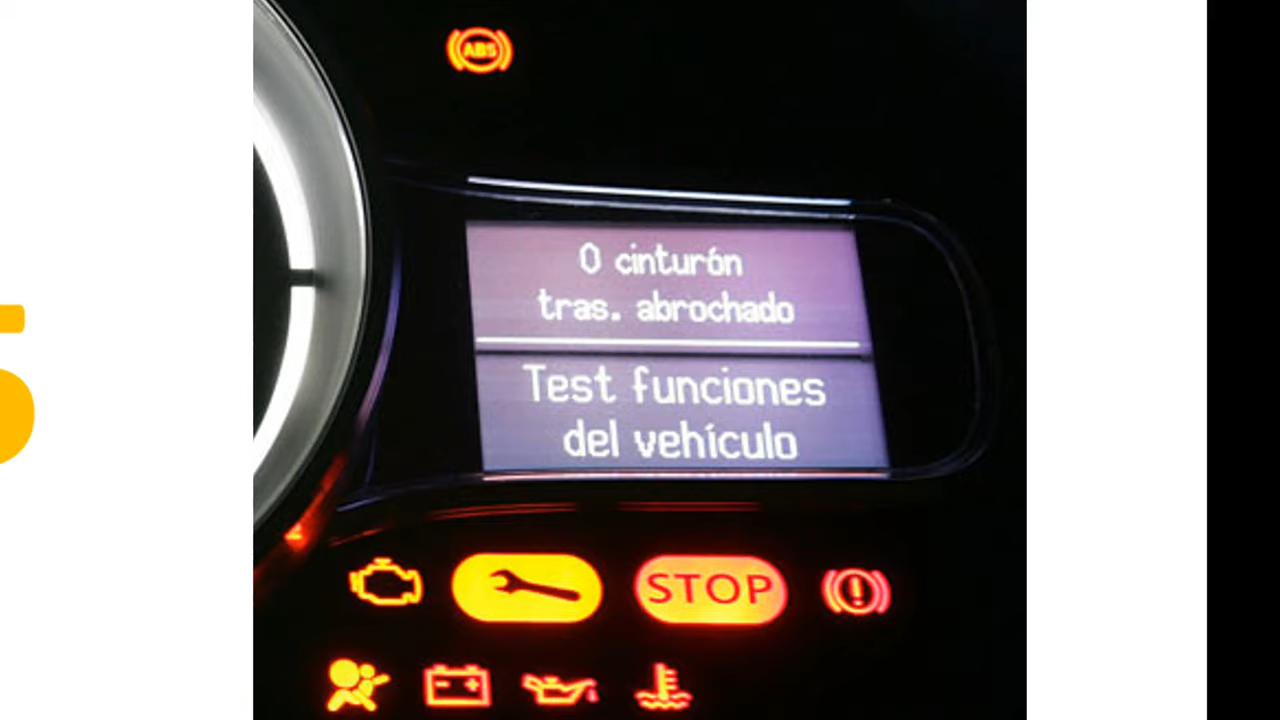 ABS
0 cinturón
tras. abrochado
Test funciones
del vehículo
STOP